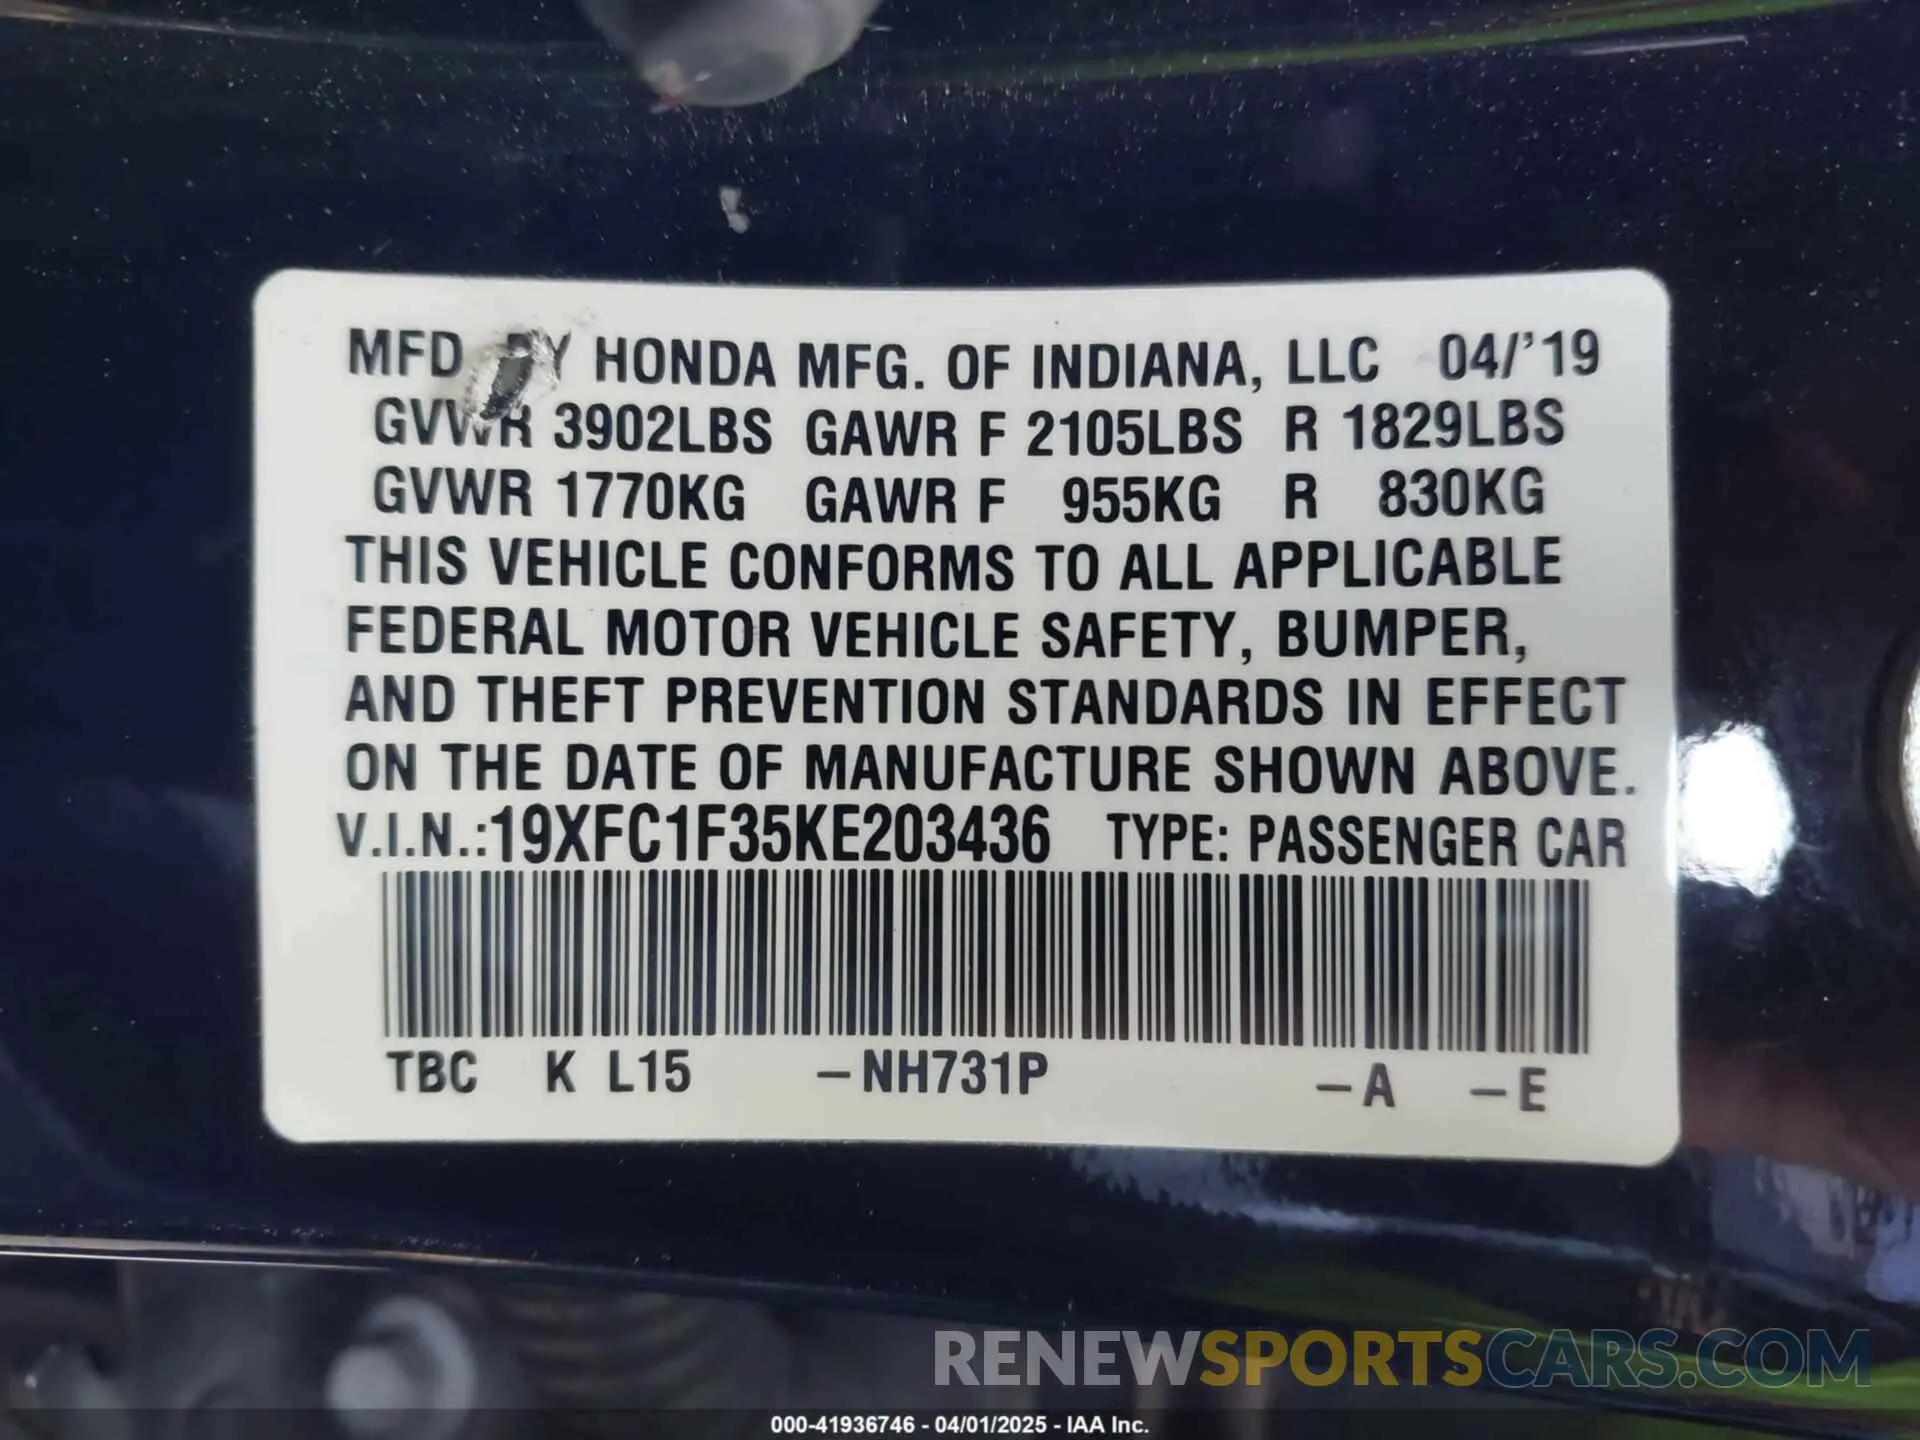 MFD BY HONDA MFG. OF INDIANA, LLC 04/'19
GVWR 3902LBS GAWR F 2105LBS R 1829LBS
GVWR 1770KG GAWR F 955KG R 830KG
THIS VEHICLE CONFORMS TO ALL APPLICABLE
FEDERAL MOTOR VEHICLE SAFETY, BUMPER,
AND THEFT PREVENTION STANDARDS IN EFFECT
ON THE DATE OF MANUFACTURE SHOWN ABOVE.
V.I.N.:19XFC1F35KE203436 TYPE: PASSENGER CAR
TBC K L15 –NH731P –A –E
RENEWSPORTSCARS.COM
000-41936746 - 04/01/2025 - IAA Inc.